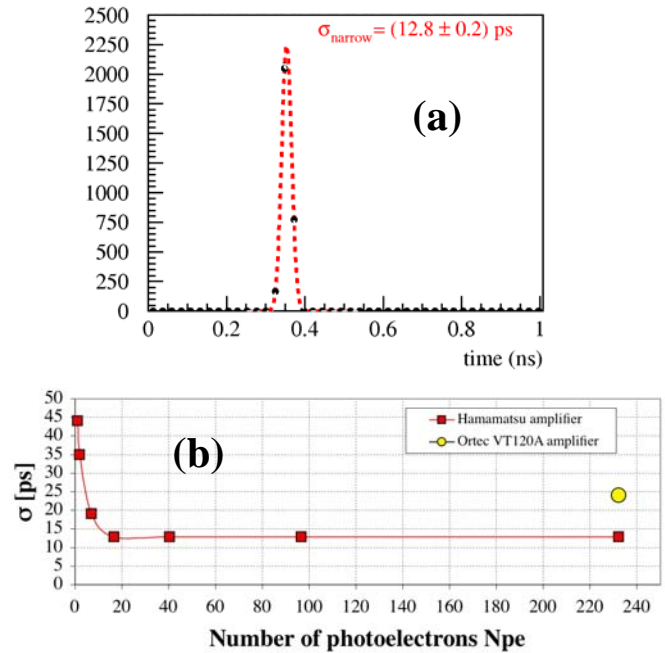 2500
2250
2000
1750
1500
1250
1000
750
500
250
0
σnarrow= (12.8 ± 0.2) ps
(a)
0 0.2 0.4 0.6 0.8 1
time (ns)
50
45
40
35
30
25
20
15
10
5
0
σ [ps]
(b)
Hamamatsu amplifier
Ortec VT120A amplifier
0 20 40 60 80 100 120 140 160 180 200 220 240
Number of photoelectrons Npe